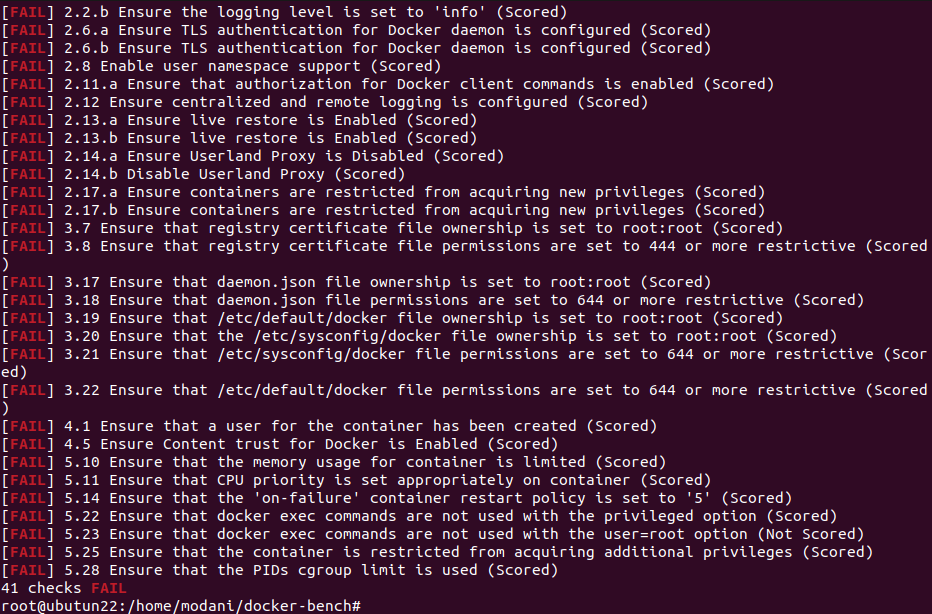 [FAIL] 2.2.b Ensure the logging level is set to 'info' (Scored)
[FAIL] 2.6.a Ensure TLS authentication for Docker daemon is configured (Scored)
[FAIL] 2.6.b Ensure TLS authentication for Docker daemon is configured (Scored)
[FAIL] 2.8 Enable user namespace support (Scored)
[FAIL] 2.11.a Ensure that authorization for Docker client commands is enabled (Scored)
[FAIL] 2.12 Ensure centralized and remote logging is configured (Scored)
[FAIL] 2.13.a Ensure live restore is Enabled (Scored)
[FAIL] 2.13.b Ensure live restore is Enabled (Scored)
[FAIL] 2.14.a Ensure Userland Proxy is Disabled (Scored)
[FAIL] 2.14.b Disable Userland Proxy (Scored)
[FAIL] 2.17.a Ensure containers are restricted from acquiring new privileges (Scored)
[FAIL] 2.17.b Ensure containers are restricted from acquiring new privileges (Scored)
[FAIL] 3.7 Ensure that registry certificate file ownership is set to root:root (Scored)
[FAIL] 3.8 Ensure that registry certificate file permissions are set to 444 or more restrictive (Scored
)
[FAIL] 3.17 Ensure that daemon.json file ownership is set to root:root (Scored)
[FAIL] 3.18 Ensure that daemon.json file permissions are set to 644 or more restrictive (Scored)
[FAIL] 3.19 Ensure that /etc/default/docker file ownership is set to root:root (Scored)
[FAIL] 3.20 Ensure that the /etc/sysconfig/docker file ownership is set to root:root (Scored)
[FAIL] 3.21 Ensure that /etc/sysconfig/docker file permissions are set to 644 or more restrictive (Scor
ed)
[FAIL] 3.22 Ensure that /etc/default/docker file permissions are set to 644 or more restrictive (Scored
)
[FAIL] 4.1 Ensure that a user for the container has been created (Scored)
[FAIL] 4.5 Ensure Content trust for Docker is Enabled (Scored)
[FAIL] 5.10 Ensure that the memory usage for container is limited (Scored)
[FAIL] 5.11 Ensure that CPU priority is set appropriately on container (Scored)
[FAIL] 5.14 Ensure that the 'on-failure' container restart policy is set to '5' (Scored)
[FAIL] 5.22 Ensure that docker exec commands are not used with the privileged option (Scored)
[FAIL] 5.23 Ensure that docker exec commands are not used with the user=root option (Not Scored)
[FAIL] 5.25 Ensure that the container is restricted from acquiring additional privileges (Scored)
[FAIL] 5.28 Ensure that the PIDs cgroup limit is used (Scored)
41 checks FAIL
root@ubutun22:/home/modani/docker-bench#